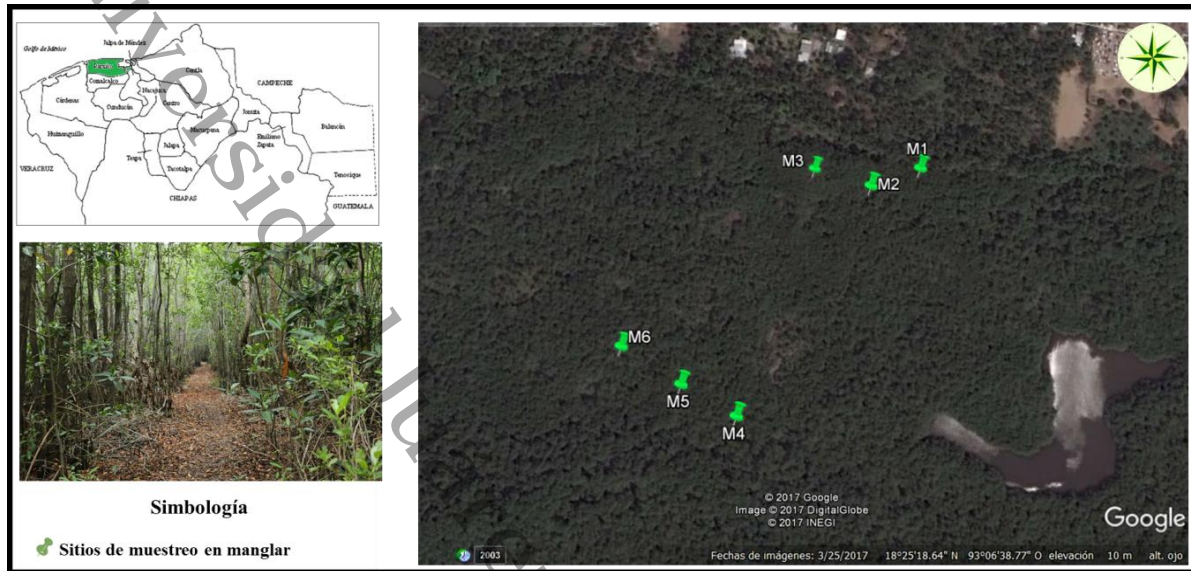 Golfo de México
Jalpa de Méndez
Paraíso
Centla
CAMPECHE
Comalcalco
Nacajuca
Cárdenas
Cunduacán
Centro
Jonuta
Balancán
Huimanguillo
Macuspana
Emiliano
Zapata
Jalapa
Teapa
VERACRUZ
Tacotalpa
Tenosique
CHIAPAS
GUATEMALA
Simbología
Sitios de muestreo en manglar
M3
M1
M2
M6
M5
M4
© 2017 Google
Image © 2017 DigitalGlobe
© 2017 INEGI
Google
2003
Fechas de imágenes: 3/25/2017 18°25'18.64" N 93°06'38.77" O elevación 10 m alt. ojo